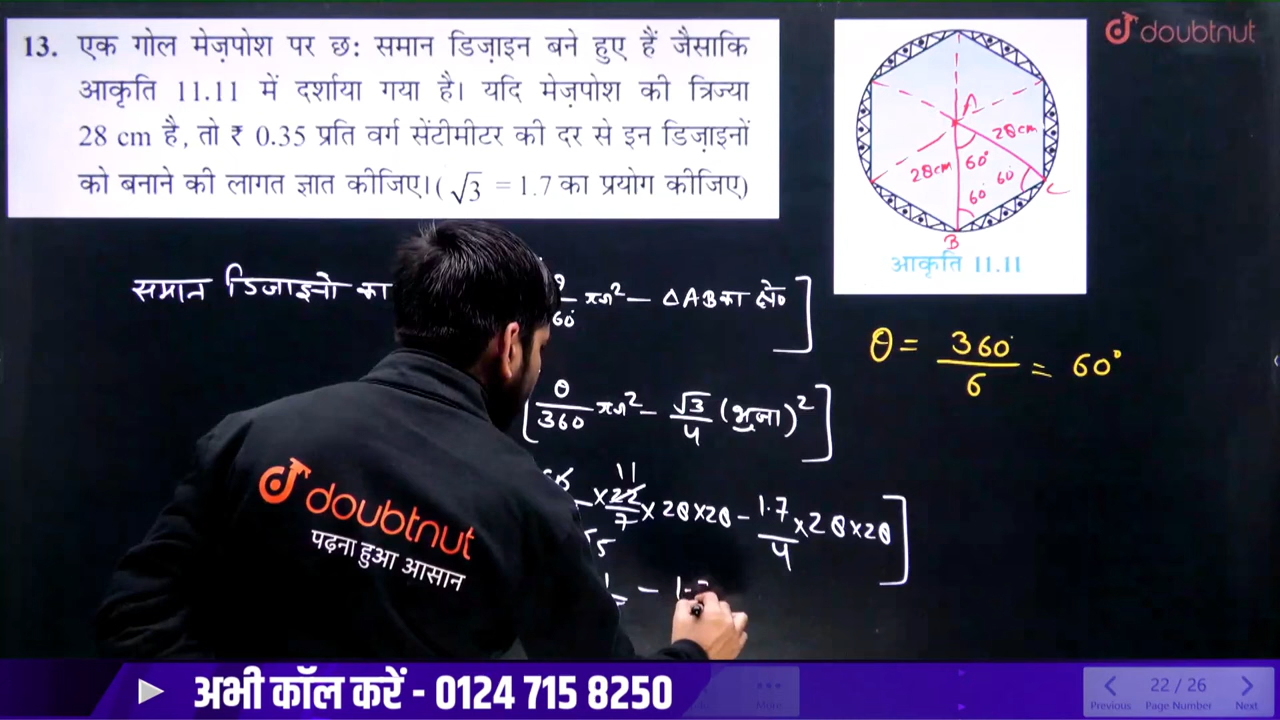 13. एक गोल मेज़पोश पर छः समान डिज़ाइन बने हुए हैं जैसाकि
आकृति 11.11 में दर्शाया गया है। यदि मेज़पोश की त्रिज्या
28 cm है, तो ₹ 0.35 प्रति वर्ग सेंटीमीटर की दर से इन डिज़ाइनों
को बनाने की लागत ज्ञात कीजिए। ( √3 = 1.7 का प्रयोग कीजिए)
doubtnut
A
28cm
28cm
60°
60°
60°
C
B
आकृति 11.11
समान डिजाइनो का
πr² – ΔAB का क्षे० ]
θ = 360°/6 = 60°
[ θ/360 πr² – √3/4 (भुजा)² ]
11
× 22/7 × 28 × 28 – 1.7/4 × 28 × 28 ]
doubtnut
पढ़ना हुआ आसान
अभी कॉल करें - 0124 715 8250
22 / 26
Previous Page Number Next
More